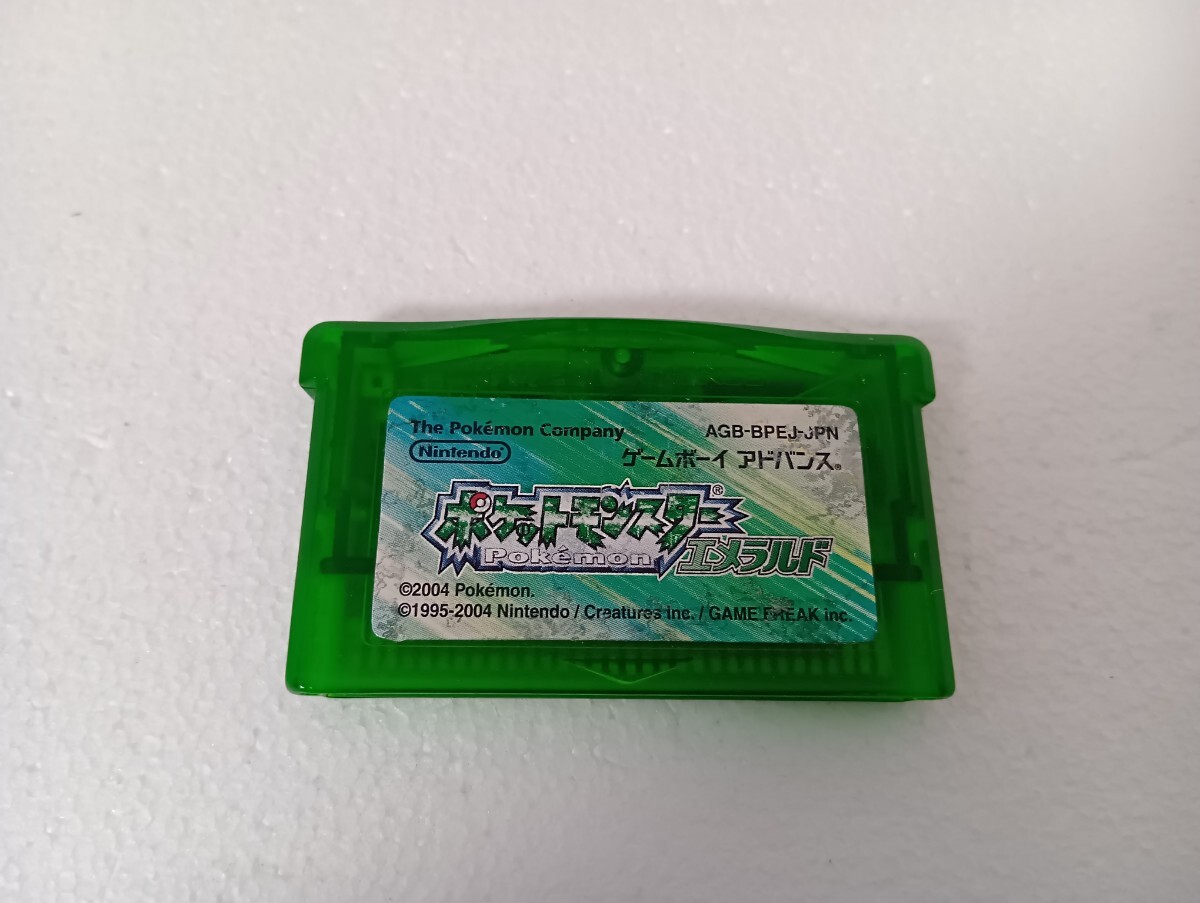 The Pokémon Company
AGB-BPEJ-JPN
Nintendo
ゲームボーイ アドバンス®
ポケットモンスター®
Pokémon
エメラルド
©2004 Pokémon.
©1995-2004 Nintendo / Creatures inc. / GAME FREAK inc.